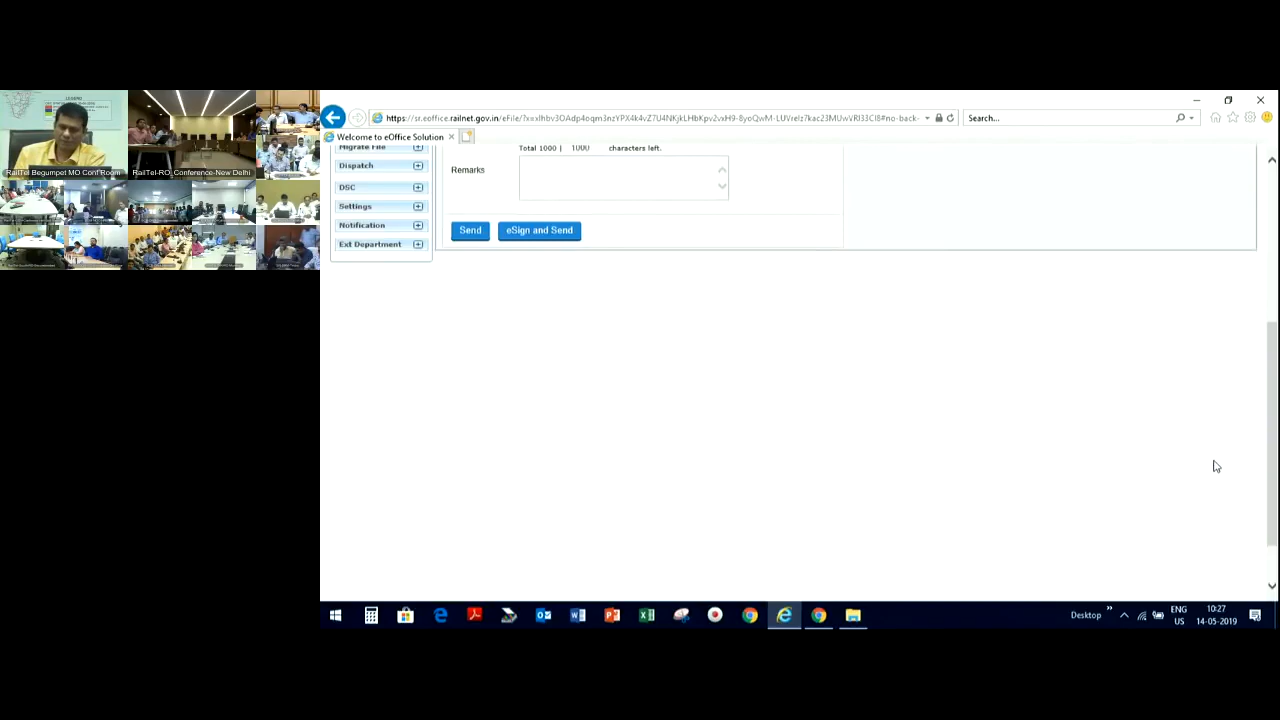 LEGEND
RailTel Begumpet MO Conf Room
RailTel-RO_Conference-New Delhi
Search...
Welcome to eOffice Solution
Migrate File
Dispatch
DSC
Settings
Notification
Ext Department
Total 1000 | 1000 characters left.
Remarks
Send
eSign and Send
Desktop
ENG
US
10:27
14-05-2019